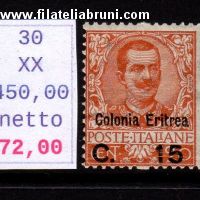 www.filateliabruni.com
30
XX
450,00
netto
72,00
Colonia Eritrea
POSTE ITALIANE
C. 15